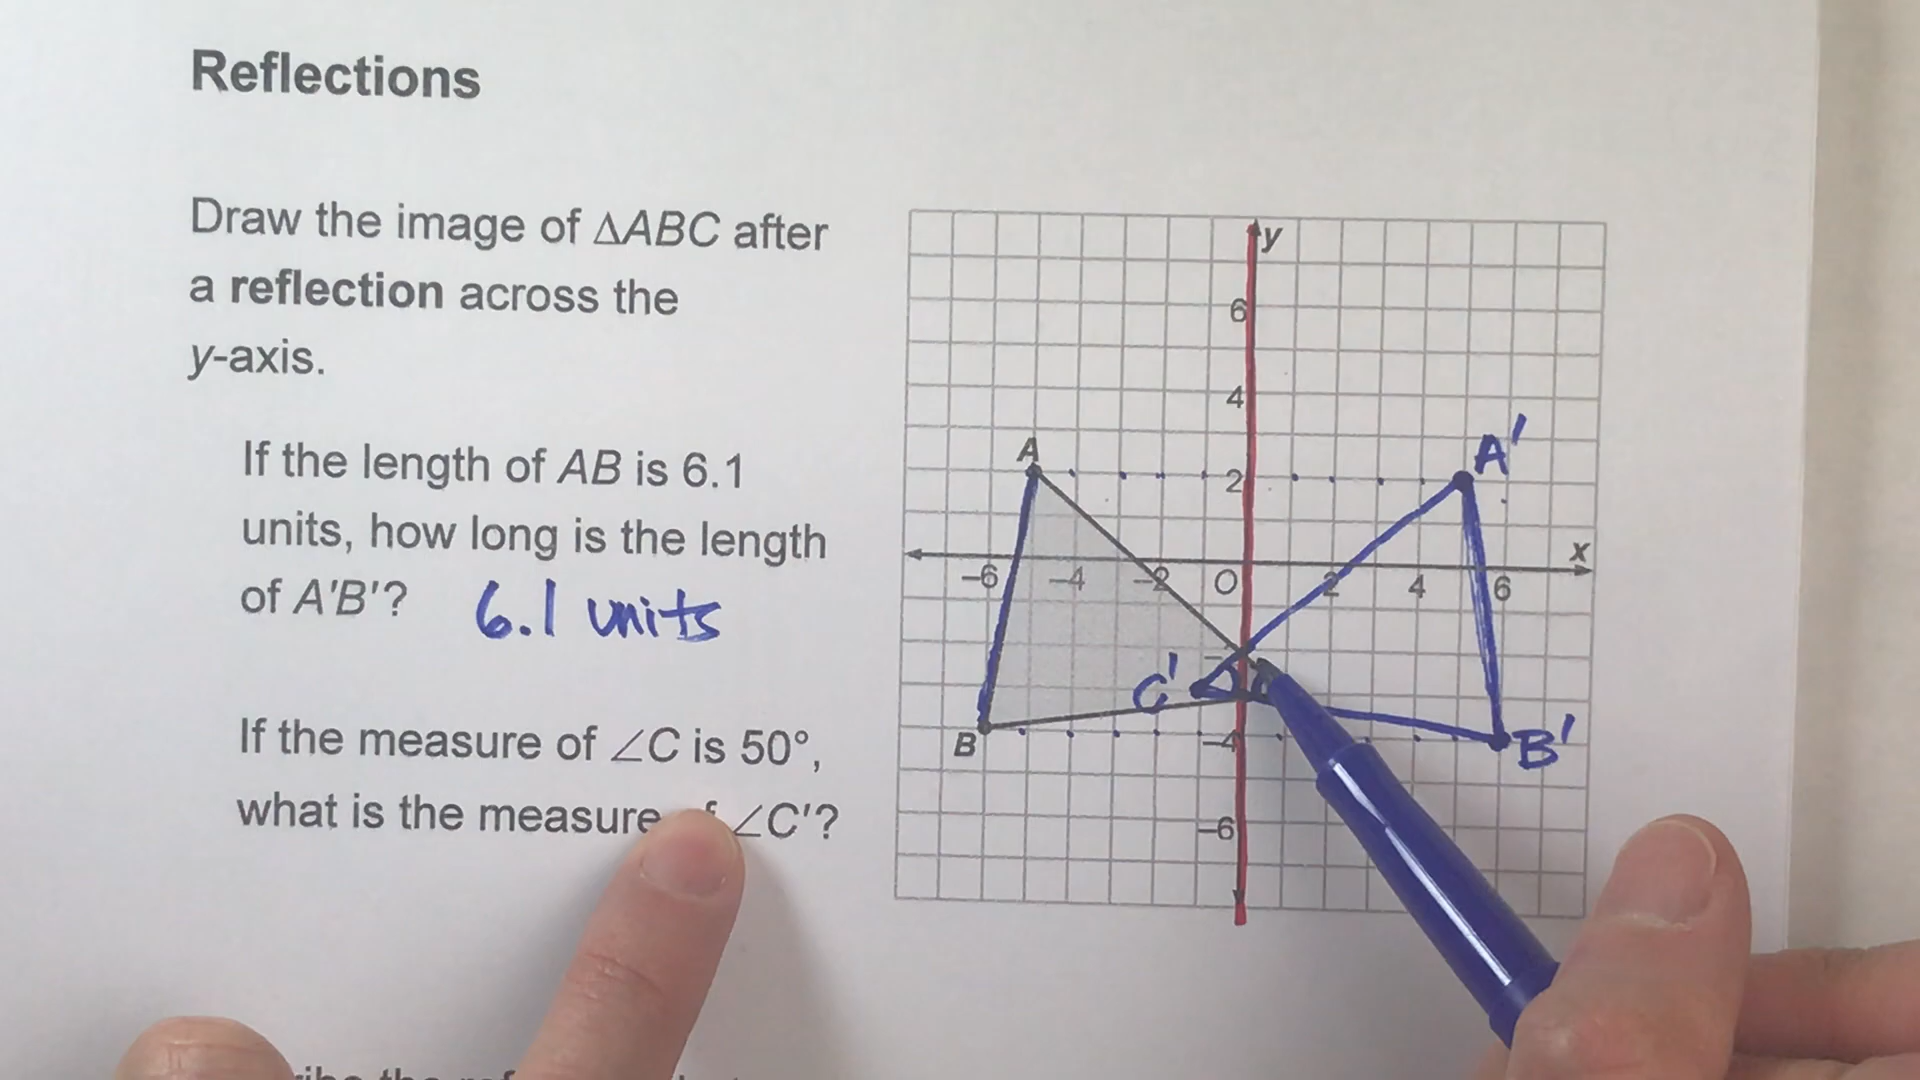 Reflections
Draw the image of ΔABC after
a reflection across the
y-axis.
If the length of AB is 6.1
units, how long is the length
of A'B'? 6.1 units
If the measure of ∠C is 50°,
what is the measure ∠C'?
y
6
4
A
A'
2
x
−6 −4 −2 O 2 4 6
C'
B
−4
B'
−6